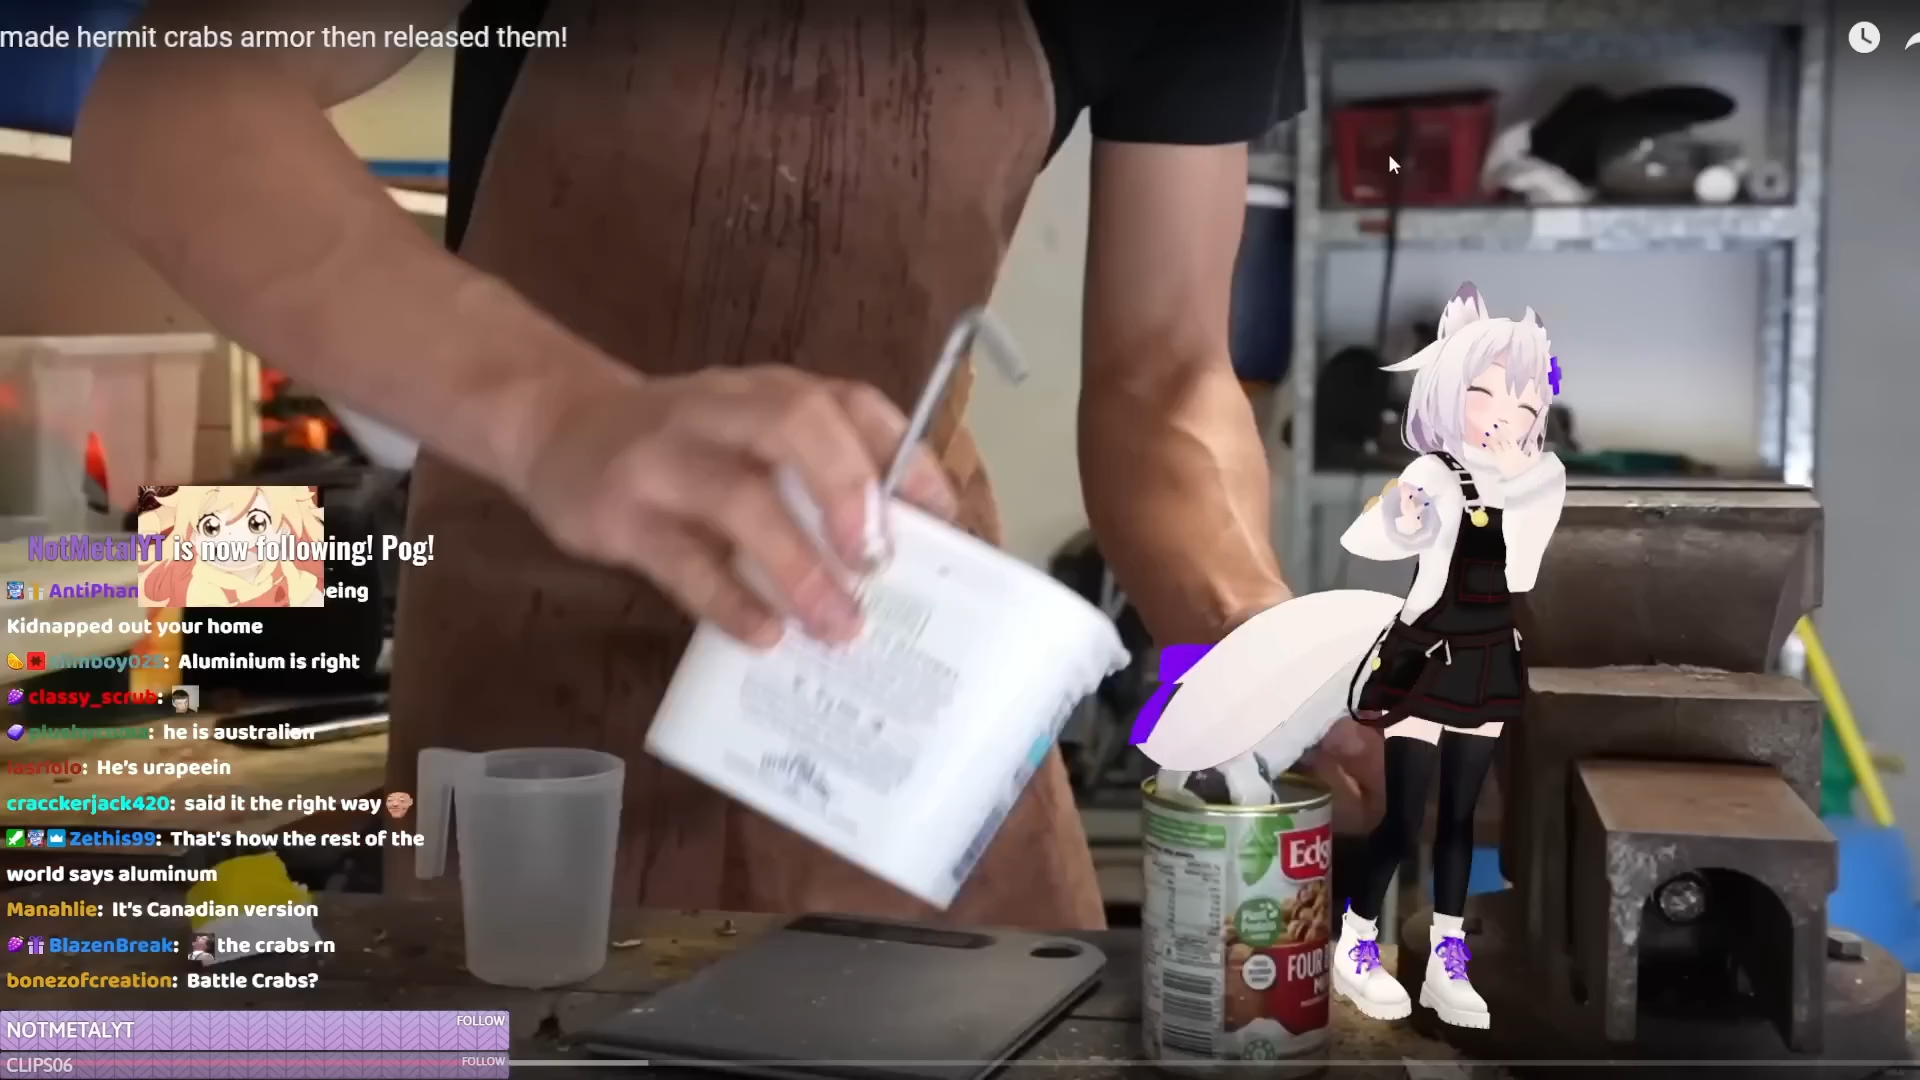 made hermit crabs armor then released them!
NotMetalYT is now following! Pog!
AntiPhan
eing
Kidnapped out your home
Aluminium is right
classy_scrub:
he is australian
He's urapeein
cracckerjack420: said it the right way
Zethis99: That's how the rest of the
world says aluminum
Manahlie: It's Canadian version
BlazenBreak: the crabs rn
bonezofcreation: Battle Crabs?
NOTMETALYT FOLLOW
CLIPS06 FOLLOW
Edg
FOUR